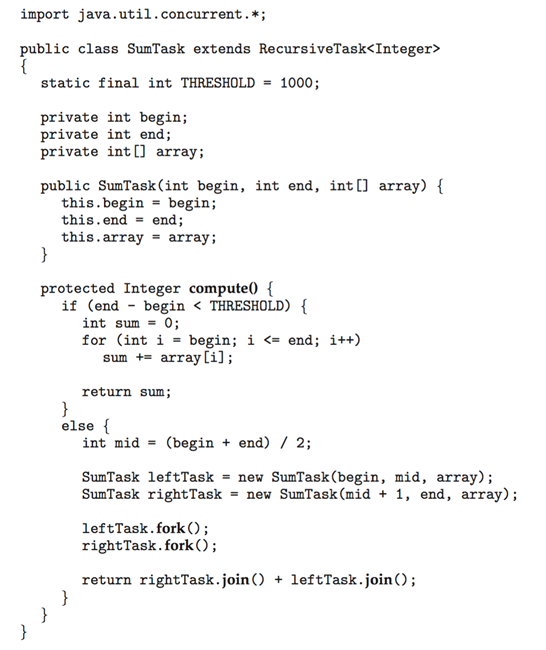 import java.util.concurrent.*;
public class SumTask extends RecursiveTask<Integer>
{
static final int THRESHOLD = 1000;
private int begin;
private int end;
private int[] array;
public SumTask(int begin, int end, int[] array) {
this.begin = begin;
this.end = end;
this.array = array;
}
protected Integer compute() {
if (end - begin < THRESHOLD) {
int sum = 0;
for (int i = begin; i <= end; i++)
sum += array[i];
return sum;
}
else {
int mid = (begin + end) / 2;
SumTask leftTask = new SumTask(begin, mid, array);
SumTask rightTask = new SumTask(mid + 1, end, array);
leftTask.fork();
rightTask.fork();
return rightTask.join() + leftTask.join();
}
}
}